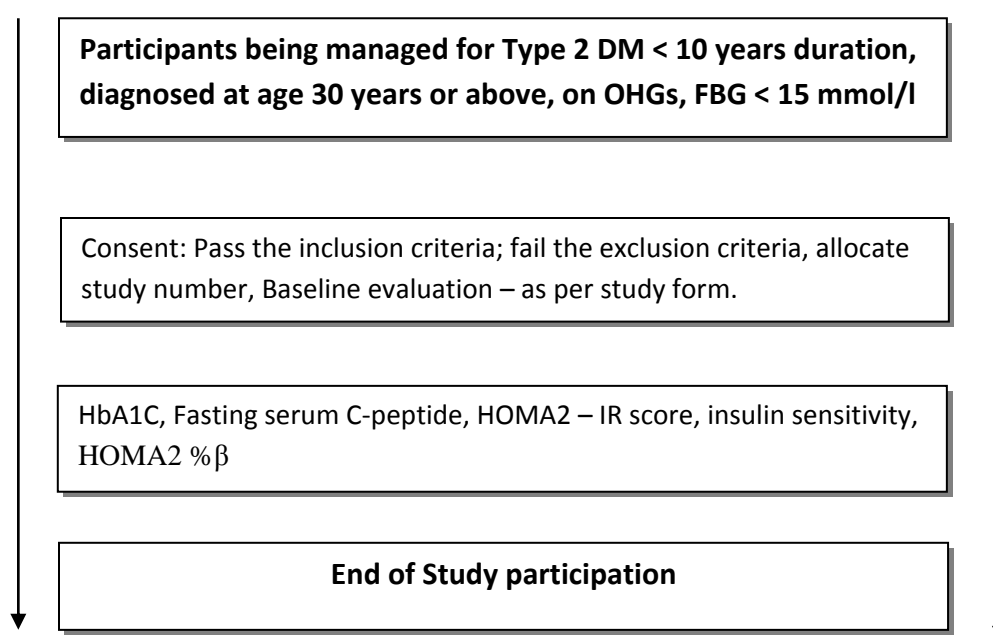 Participants being managed for Type 2 DM < 10 years duration,
diagnosed at age 30 years or above, on OHGs, FBG < 15 mmol/l
Consent: Pass the inclusion criteria; fail the exclusion criteria, allocate
study number, Baseline evaluation – as per study form.
HbA1C, Fasting serum C-peptide, HOMA2 – IR score, insulin sensitivity,
HOMA2 %β
End of Study participation